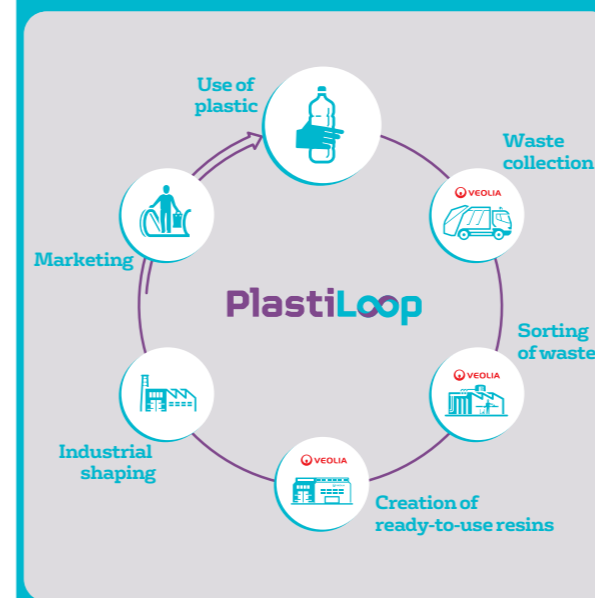 Use of
plastic
Waste
collection
VEOLIA
Marketing
PlastiLoop
Sorting
of waste
VEOLIA
Industrial
shaping
VEOLIA
Creation of
ready-to-use resins